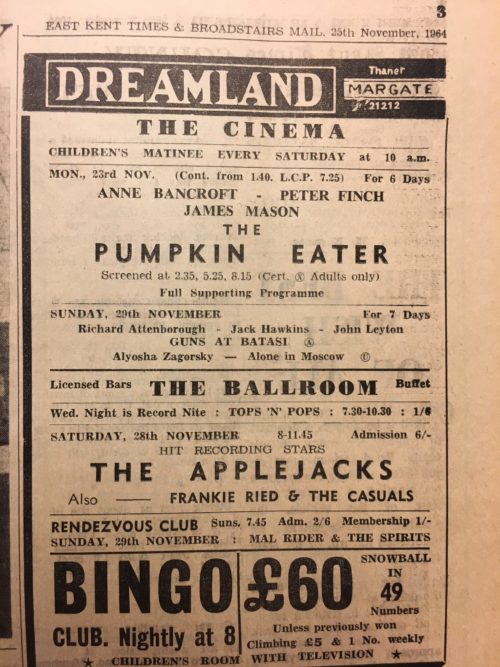 3
EAST KENT TIMES & BROADSTAIRS MAIL. 25th November, 1964
DREAMLAND
Thanet
MARGATE
21212
THE CINEMA
CHILDREN'S MATINEE EVERY SATURDAY at 10 a.m.
MON., 23rd NOV. (Cont. from 1.40. L.C.P. 7.25) For 6 Days
ANNE BANCROFT - PETER FINCH
JAMES MASON
THE
PUMPKIN EATER
Screened at 2.35, 5.25, 8.15 (Cert. Ⓧ Adults only)
Full Supporting Programme
SUNDAY, 29th NOVEMBER For 7 Days
Richard Attenborough - Jack Hawkins - John Leyton
GUNS AT BATASI Ⓐ
Alyosha Zagorsky — Alone in Moscow Ⓤ
Licensed Bars THE BALLROOM Buffet
Wed. Night is Record Nite : TOPS 'N' POPS : 7.30-10.30 : 1/6
SATURDAY, 28th NOVEMBER 8-11.45 Admission 6/-
HIT RECORDING STARS
THE APPLEJACKS
Also — FRANKIE RIED & THE CASUALS
RENDEZVOUS CLUB Suns. 7.45 Adm. 2/6 Membership 1/-
SUNDAY, 29th NOVEMBER : MAL RIDER & THE SPIRITS
BINGO
CLUB. Nightly at 8
★ CHILDREN'S ROOM WITH TELEVISION ★
£60
SNOWBALL
IN
49
Numbers
Unless previously won
Climbing £5 & 1 No. weekly